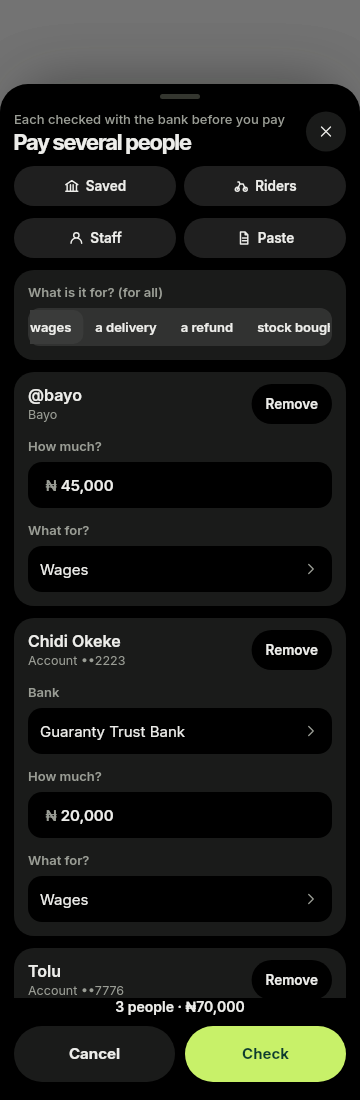 Each checked with the bank before you pay
Pay several people
Saved
Riders
Staff
Paste
What is it for? (for all)
wages
a delivery
a refund
stock bougl
@bayo
Bayo
Remove
How much?
₦ 45,000
What for?
Wages
Chidi Okeke
Account ••2223
Remove
Bank
Guaranty Trust Bank
How much?
₦ 20,000
What for?
Wages
Tolu
Account ••7776
Remove
3 people · ₦70,000
Cancel
Check